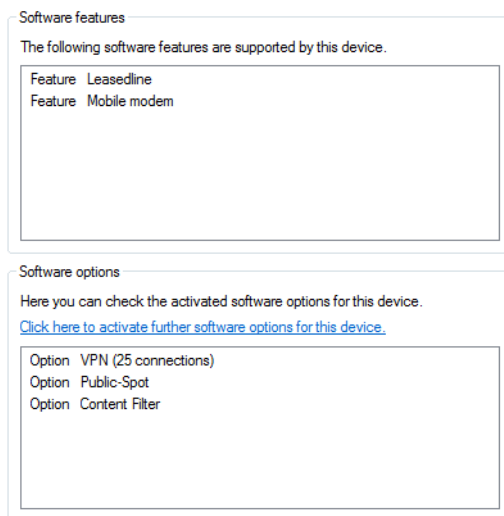 Software features
The following software features are supported by this device.
Feature Leasedline
Feature Mobile modem
Software options
Here you can check the activated software options for this device.
Click here to activate further software options for this device.
Option VPN (25 connections)
Option Public-Spot
Option Content Filter